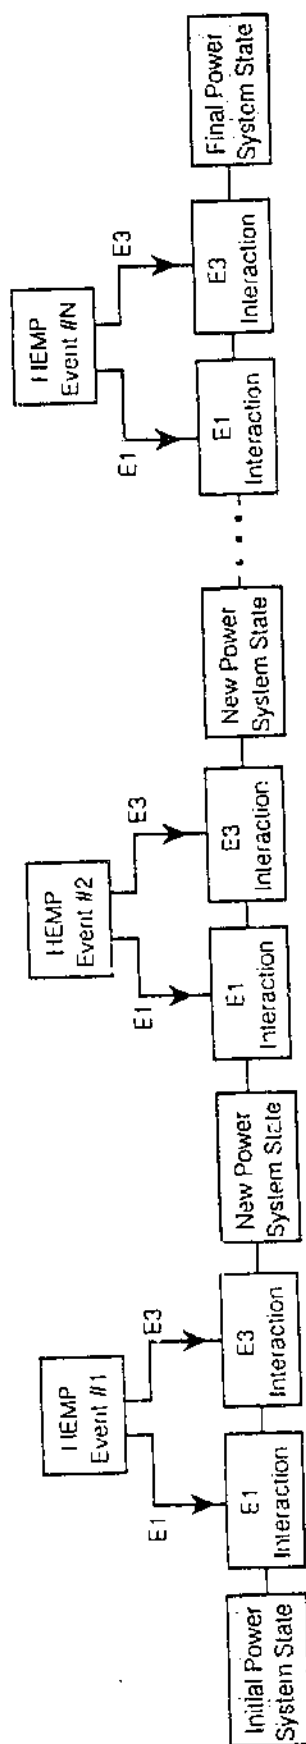 HEMP
Event #1
E1
E3
Initial Power
System State
E1
Interaction
E3
Interaction
New Power
System State
HEMP
Event #2
E1
E3
E1
Interaction
E3
Interaction
New Power
System State
HEMP
Event #N
E1
E3
E1
Interaction
E3
Interaction
Final Power
System State